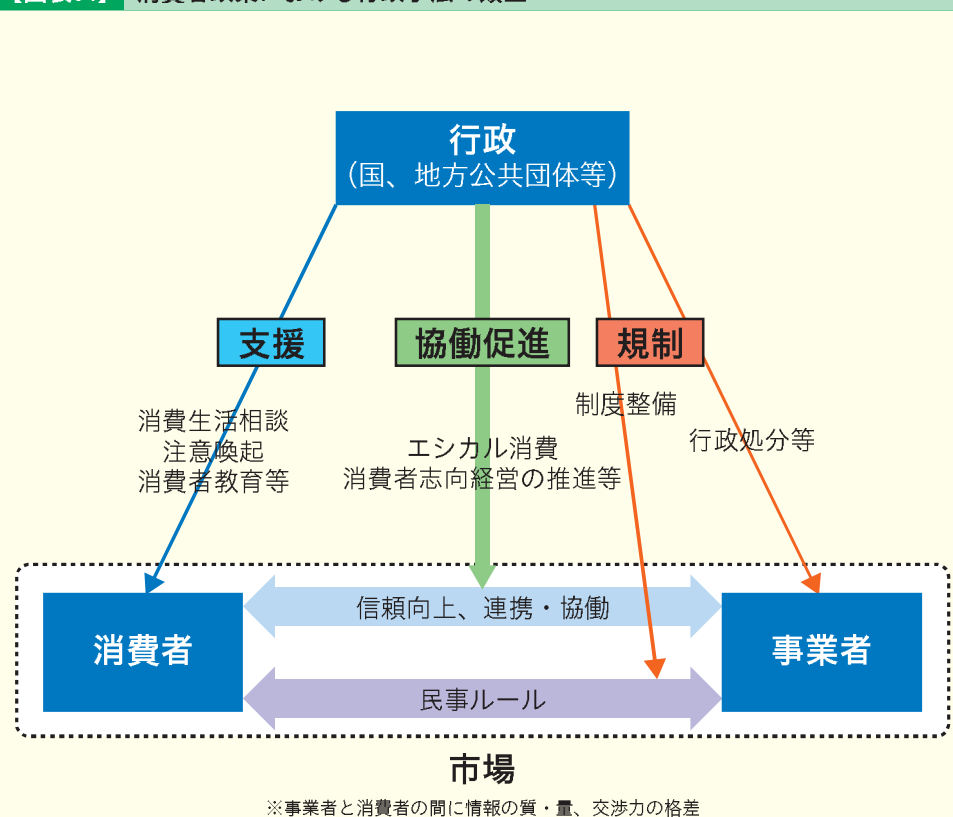 行政
（国、地方公共団体等）
支援
協働促進
規制
制度整備
行政処分等
消費生活相談
注意喚起
消費者教育等
エシカル消費
消費者志向経営の推進等
信頼向上、連携・協働
消費者
事業者
民事ルール
市場
※事業者と消費者の間に情報の質・量、交渉力の格差